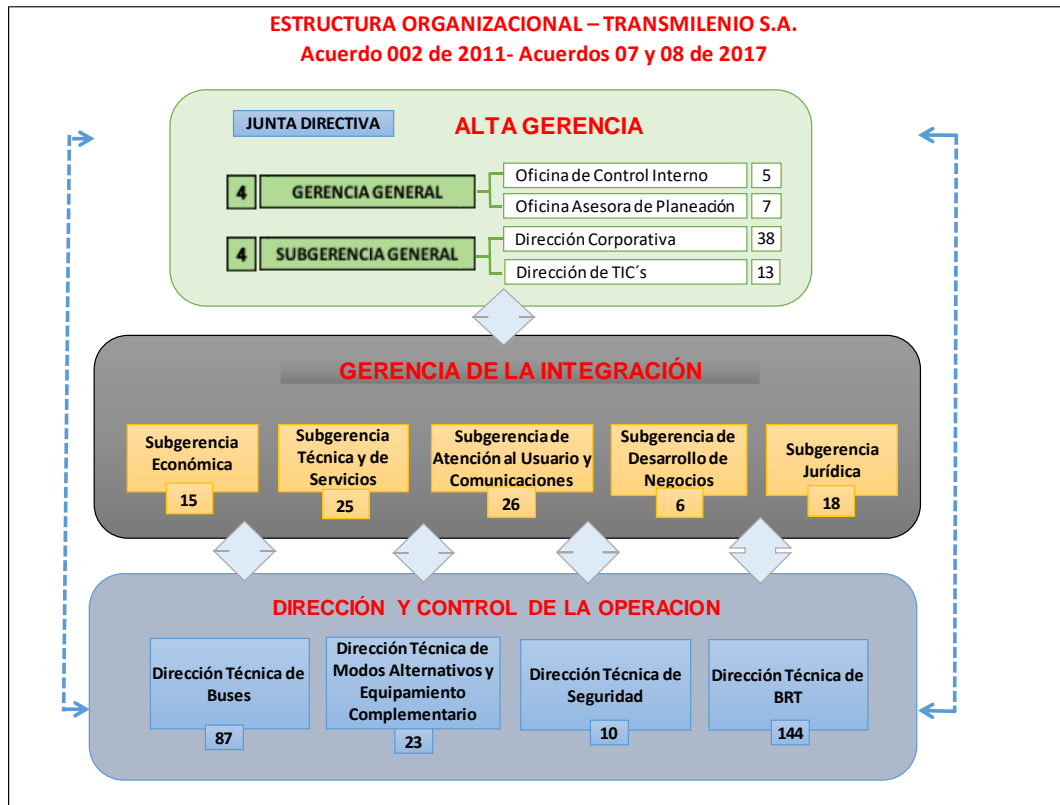 ESTRUCTURA ORGANIZACIONAL – TRANSMILENIO S.A.
Acuerdo 002 de 2011- Acuerdos 07 y 08 de 2017
JUNTA DIRECTIVA
ALTA GERENCIA
4
GERENCIA GENERAL
Oficina de Control Interno
5
Oficina Asesora de Planeación
7
4
SUBGERENCIA GENERAL
Dirección Corporativa
38
Dirección de TIC´s
13
GERENCIA DE LA INTEGRACIÓN
Subgerencia
Económica
15
Subgerencia
Técnica y de
Servicios
25
Subgerencia de
Atención al Usuario y
Comunicaciones
26
Subgerencia de
Desarrollo de
Negocios
6
Subgerencia
Jurídica
18
DIRECCIÓN Y CONTROL DE LA OPERACION
Dirección Técnica de
Buses
87
Dirección Técnica de
Modos Alternativos y
Equipamiento
Complementario
23
Dirección Técnica de
Seguridad
10
Dirección Técnica de
BRT
144